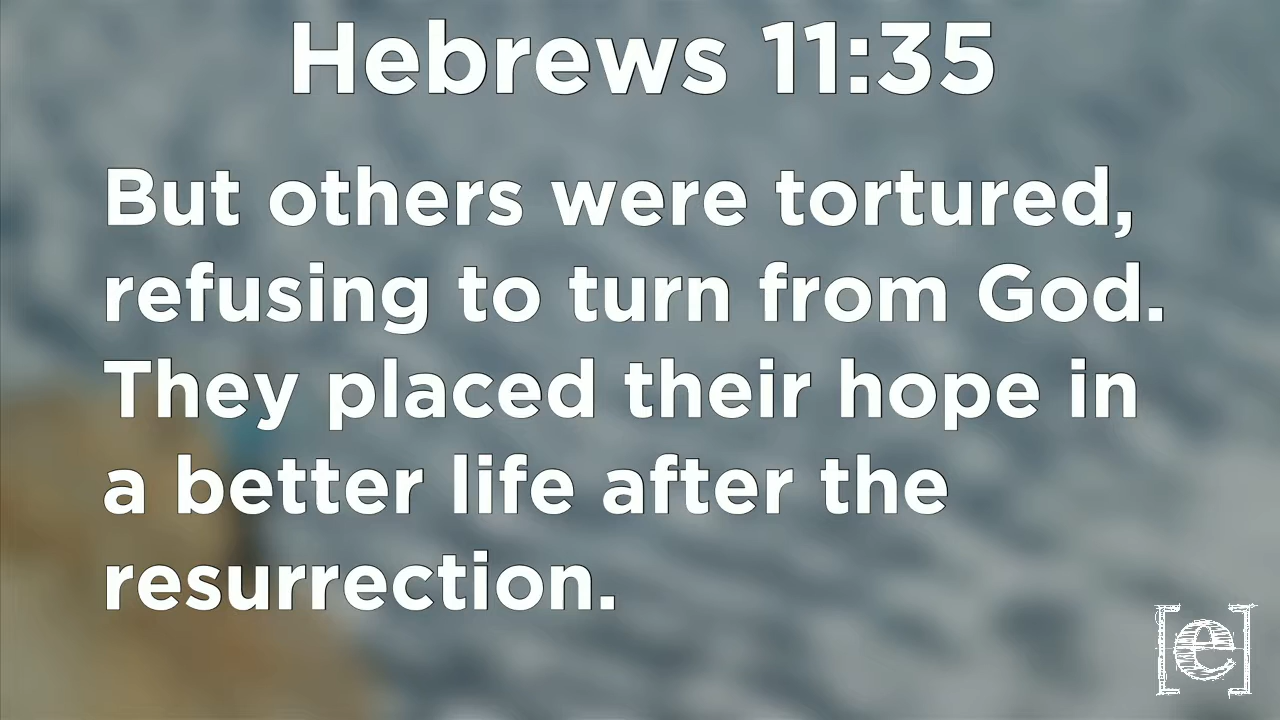 Hebrews 11:35
But others were tortured,
refusing to turn from God.
They placed their hope in
a better life after the
resurrection.
[e]